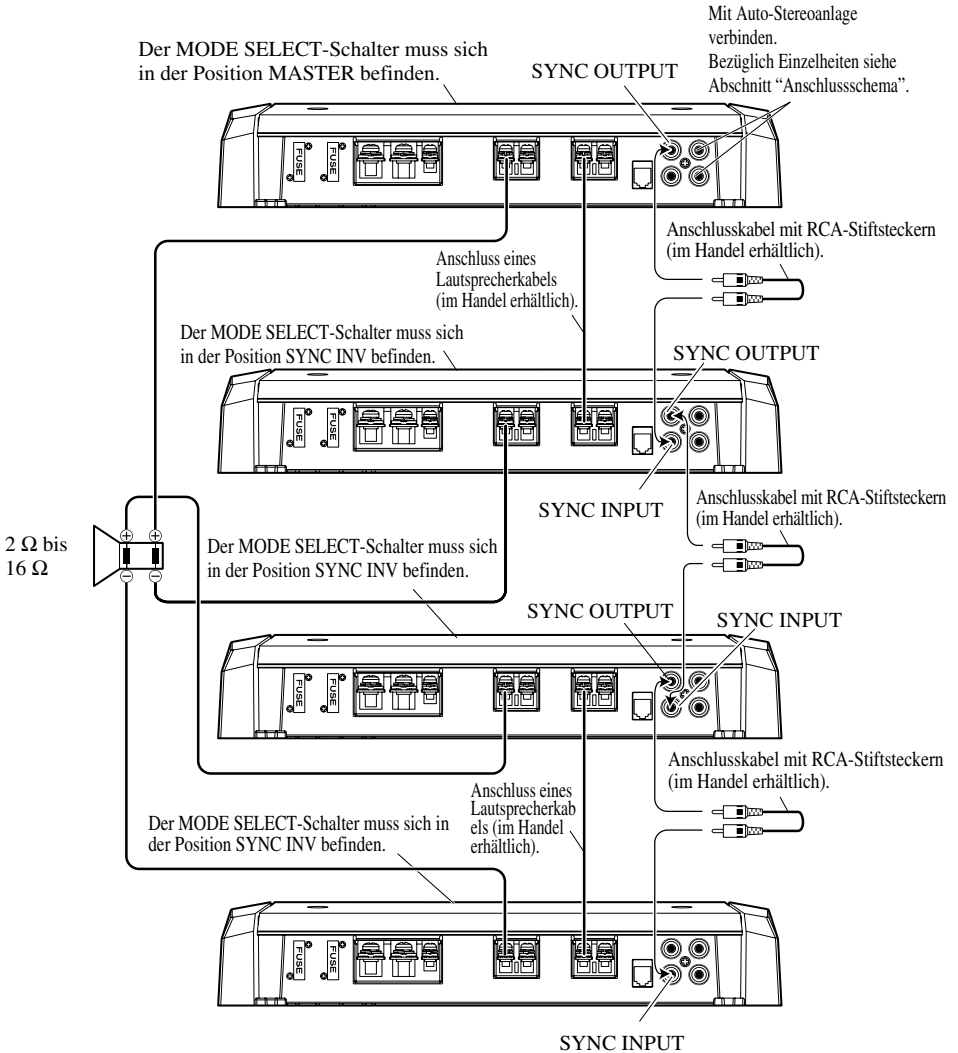 Mit Auto-Stereoanlage
verbinden.
Bezüglich Einzelheiten siehe
Abschnitt “Anschlussschema”.
Der MODE SELECT-Schalter muss sich
in der Position MASTER befinden.
SYNC OUTPUT
FUSE
FUSE
Anschlusskabel mit RCA-Stiftsteckern
(im Handel erhältlich).
Anschluss eines
Lautsprecherkabels
(im Handel erhältlich).
Der MODE SELECT-Schalter muss sich
in der Position SYNC INV befinden.
SYNC OUTPUT
FUSE
FUSE
SYNC INPUT
Anschlusskabel mit RCA-Stiftsteckern
(im Handel erhältlich).
2 Ω bis
16 Ω
+
+
−
−
Der MODE SELECT-Schalter muss sich
in der Position SYNC INV befinden.
SYNC OUTPUT
SYNC INPUT
FUSE
FUSE
Anschlusskabel mit RCA-Stiftsteckern
(im Handel erhältlich).
Anschluss eines
Lautsprecherkab
els (im Handel
erhältlich).
Der MODE SELECT-Schalter muss sich in
der Position SYNC INV befinden.
FUSE
FUSE
SYNC INPUT